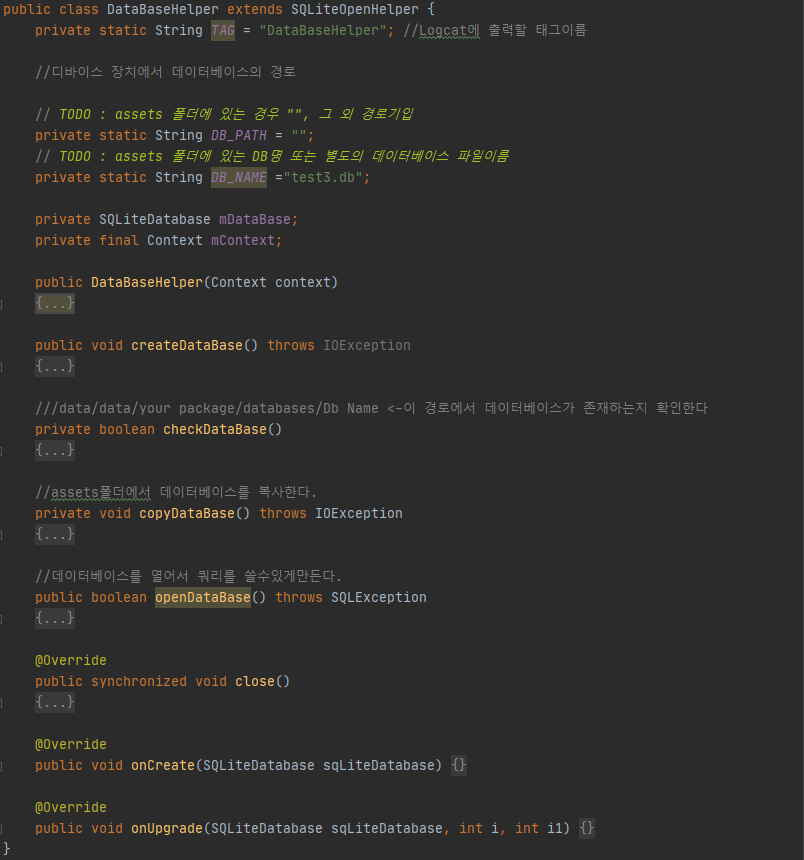 public class DataBaseHelper extends SQLiteOpenHelper {
private static String TAG = "DataBaseHelper"; //Logcat에 출력할 태그이름
//디바이스 장치에서 데이터베이스의 경로
// TODO : assets 폴더에 있는 경우 "", 그 외 경로기입
private static String DB_PATH = "";
// TODO : assets 폴더에 있는 DB명 또는 별도의 데이터베이스 파일이름
private static String DB_NAME ="test3.db";
private SQLiteDatabase mDataBase;
private final Context mContext;
public DataBaseHelper(Context context)
{...}
public void createDataBase() throws IOException
{...}
///data/data/your package/databases/Db Name <-이 경로에서 데이터베이스가 존재하는지 확인한다
private boolean checkDataBase()
{...}
//assets폴더에서 데이터베이스를 복사한다.
private void copyDataBase() throws IOException
{...}
//데이터베이스를 열어서 쿼리를 쓸수있게만든다.
public boolean openDataBase() throws SQLException
{...}
@Override
public synchronized void close()
{...}
@Override
public void onCreate(SQLiteDatabase sqLiteDatabase) {}
@Override
public void onUpgrade(SQLiteDatabase sqLiteDatabase, int i, int i1) {}
}